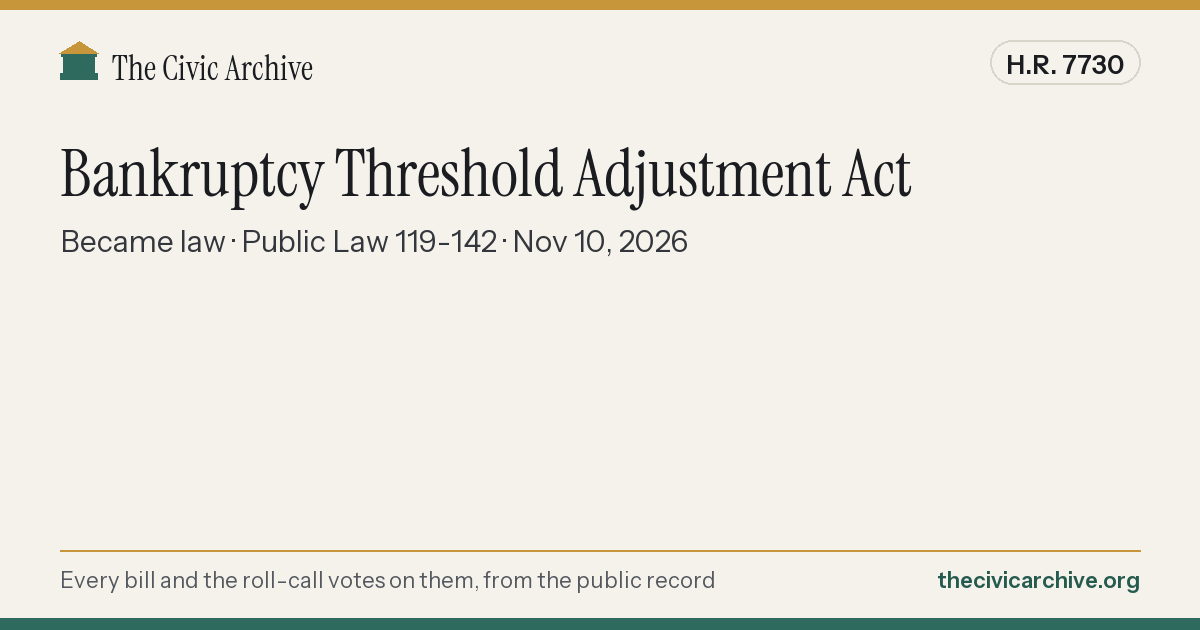 The Civic Archive
H.R. 7730
Bankruptcy Threshold Adjustment Act
Became law · Public Law 119-142 · Nov 10, 2026
Every bill and the roll-call votes on them, from the public record
thecivicarchive.org